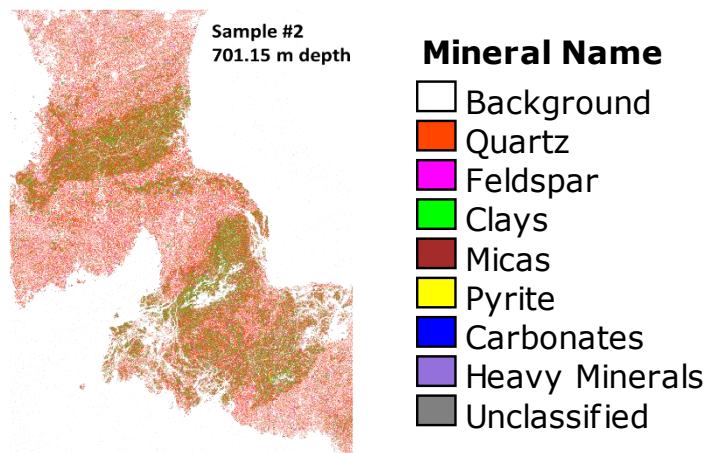 Sample #2
701.15 m depth
Mineral Name
Background
Quartz
Feldspar
Clays
Micas
Pyrite
Carbonates
Heavy Minerals
Unclassified